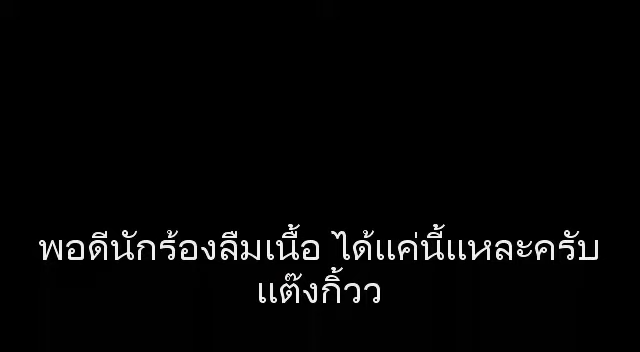 พอดีนักร้องลืมเนื้อ ได้แค่นี้แหละครับ
แต๊งกิ้วว